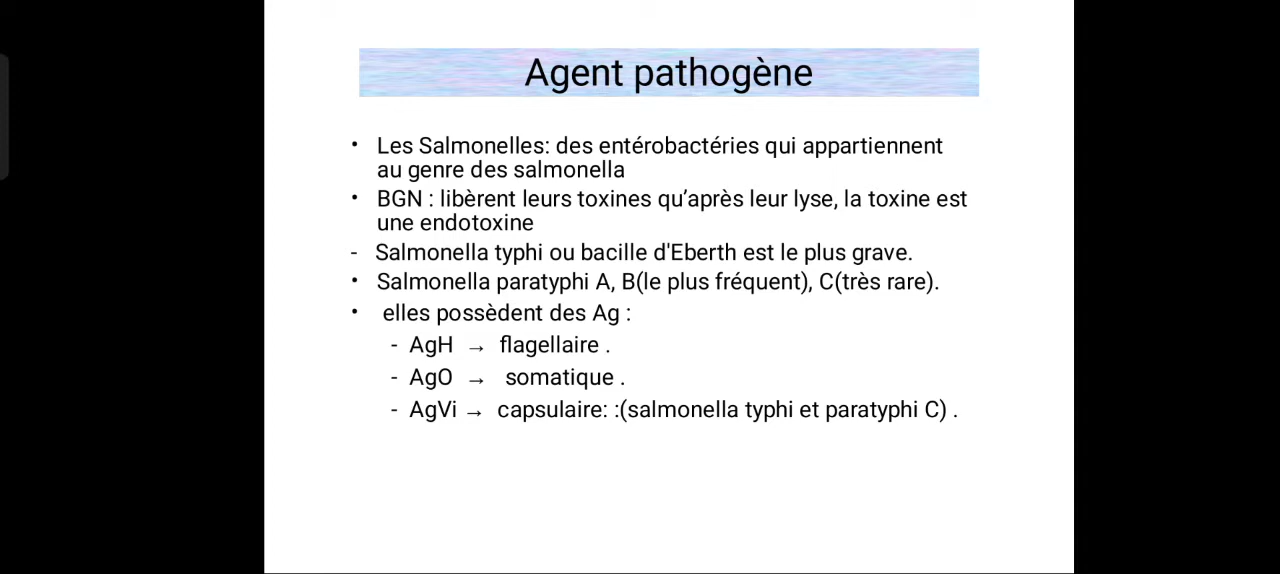 Agent pathogène
• Les Salmonelles: des entérobactéries qui appartiennent
au genre des salmonella
• BGN : libèrent leurs toxines qu’après leur lyse, la toxine est
une endotoxine
- Salmonella typhi ou bacille d'Eberth est le plus grave.
• Salmonella paratyphi A, B(le plus fréquent), C(très rare).
• elles possèdent des Ag :
- AgH → flagellaire .
- AgO → somatique .
- AgVi → capsulaire: :(salmonella typhi et paratyphi C) .